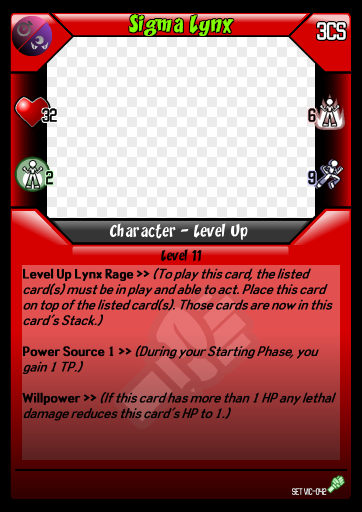 Sigma Lynx
3CS
32
6
2
9
Character - Level Up
Level 11
Level Up Lynx Rage >> (To play this card, the listed
card(s) must be in play and able to act. Place this card
on top of the listed card(s). Those cards are now in this
card's Stack.)
Power Source 1 >> (During your Starting Phase, you
gain 1 TP.)
Willpower >> (If this card has more than 1 HP any lethal
damage reduces this card's HP to 1.)
SET VIC-042